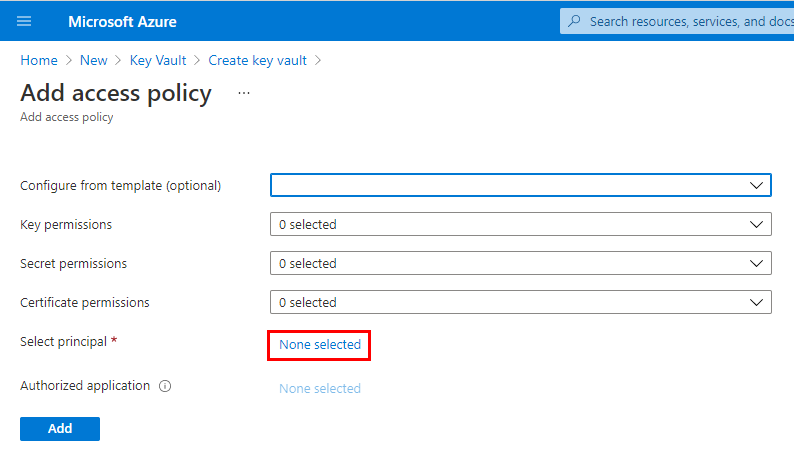 Microsoft Azure
Search resources, services, and docs
Home > New > Key Vault > Create key vault >
Add access policy ...
Add access policy
Configure from template (optional)
Key permissions 0 selected
Secret permissions 0 selected
Certificate permissions 0 selected
Select principal * None selected
Authorized application None selected
Add